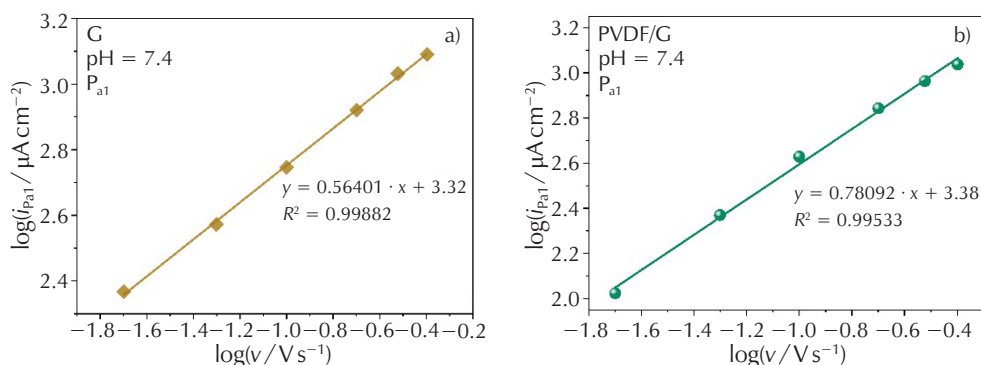 G
a)
pH = 7.4
Pa1
y = 0.56401 · x + 3.32
R² = 0.99882
log(iPa1 / μA cm⁻²)
3.2
3.0
2.8
2.6
2.4
−1.8 −1.6 −1.4 −1.2 −1.0 −0.8 −0.6 −0.4 −0.2
log(v / V s⁻¹)
PVDF/G
b)
pH = 7.4
Pa1
y = 0.78092 · x + 3.38
R² = 0.99533
log(iPa1 / μA cm⁻²)
3.2
3.0
2.8
2.6
2.4
2.2
2.0
−1.8 −1.6 −1.4 −1.2 −1.0 −0.8 −0.6 −0.4
log(v / V s⁻¹)